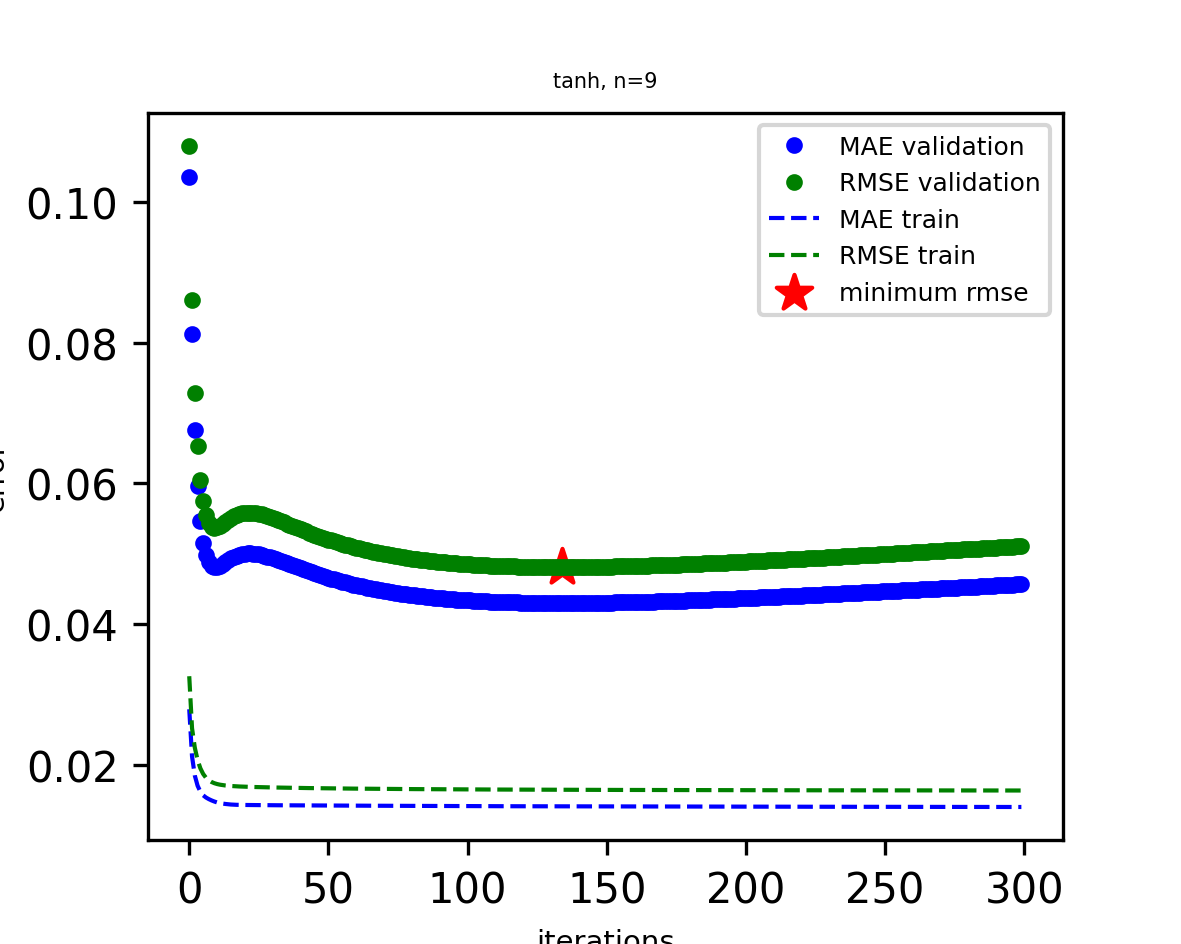 tanh, n=9
MAE validation
RMSE validation
MAE train
RMSE train
minimum rmse
0.10
0.08
0.06
0.04
0.02
0 50 100 150 200 250 300
iterations